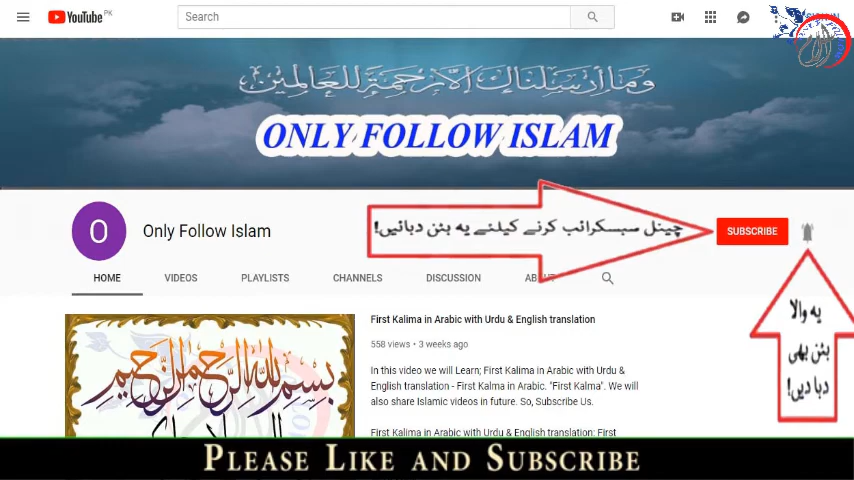 YouTube PK
Search
وما أرسلناك إلا رحمة للعالمين
ONLY FOLLOW ISLAM
O
Only Follow Islam
چینل سبسکرائب کرنے کیلئے یہ بٹن دبائیں!
SUBSCRIBE
HOME
VIDEOS
PLAYLISTS
CHANNELS
DISCUSSION
یہ والا
بٹن بھی
دبا دیں!
First Kalima in Arabic with Urdu & English translation
558 views • 3 weeks ago
In this video we will Learn; First Kalima in Arabic with Urdu &
English translation - First Kalma in Arabic. "First Kalma". We will
also share Islamic videos in future. So, Subscribe Us.
First Kalima in Arabic with Urdu & English translation: First
بسم الله الرحمن الرحيم
PLEASE LIKE AND SUBSCRIBE